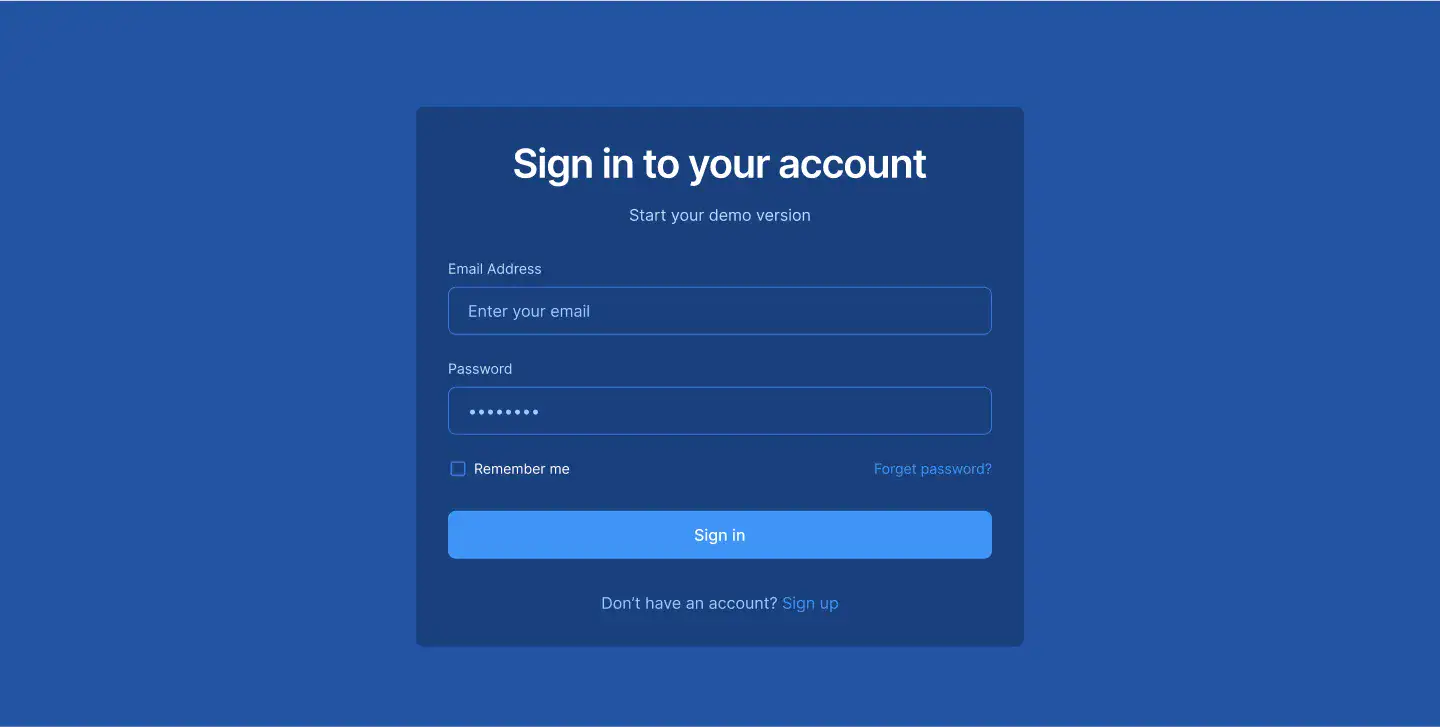 Sign in to your account
Start your demo version
Email Address
Enter your email
Password
••••••••
Remember me Forget password?
Sign in
Don’t have an account? Sign up